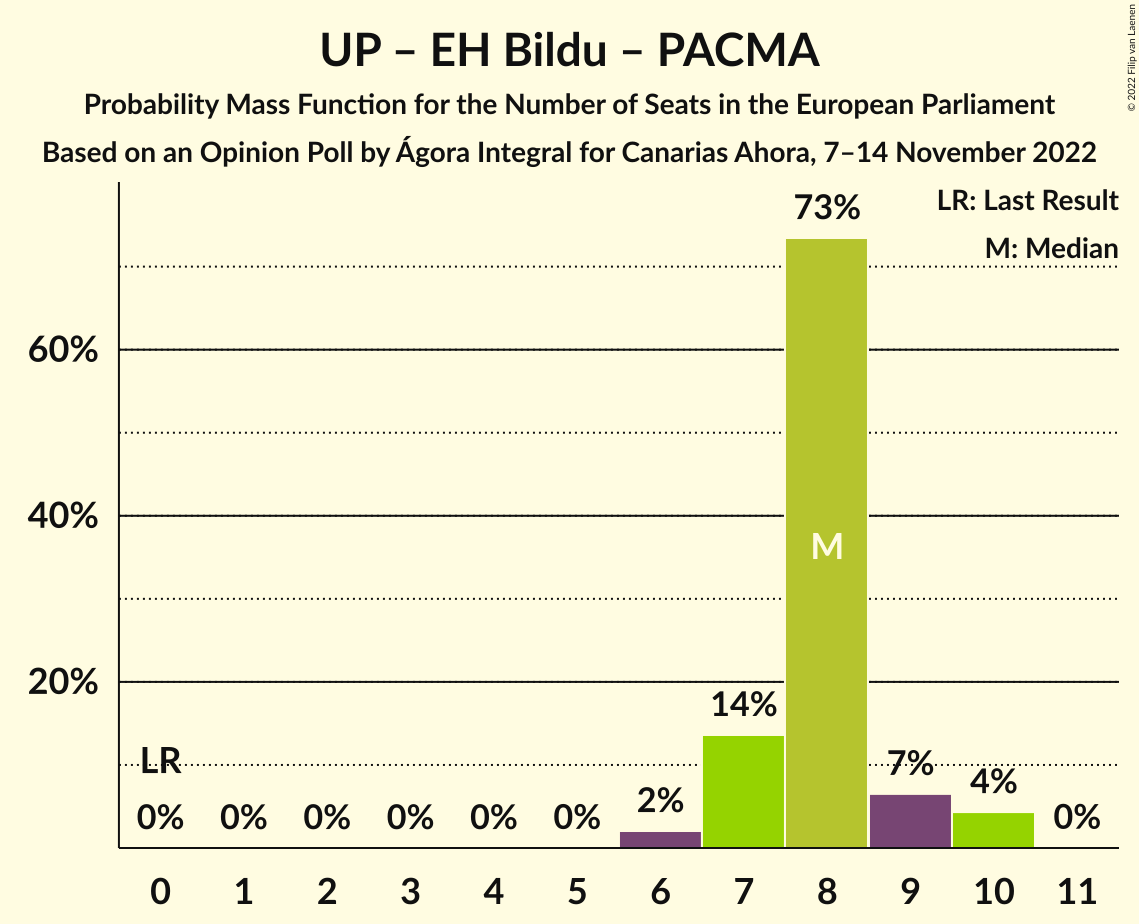 UP – EH Bildu – PACMA
Probability Mass Function for the Number of Seats in the European Parliament
Based on an Opinion Poll by Ágora Integral for Canarias Ahora, 7–14 November 2022
© 2022 Filip van Laenen
LR: Last Result
M: Median
73%
60%
40%
M
20%
14%
LR
7%
4%
2%
0% 0% 0% 0% 0% 0% 0%
0 1 2 3 4 5 6 7 8 9 10 11